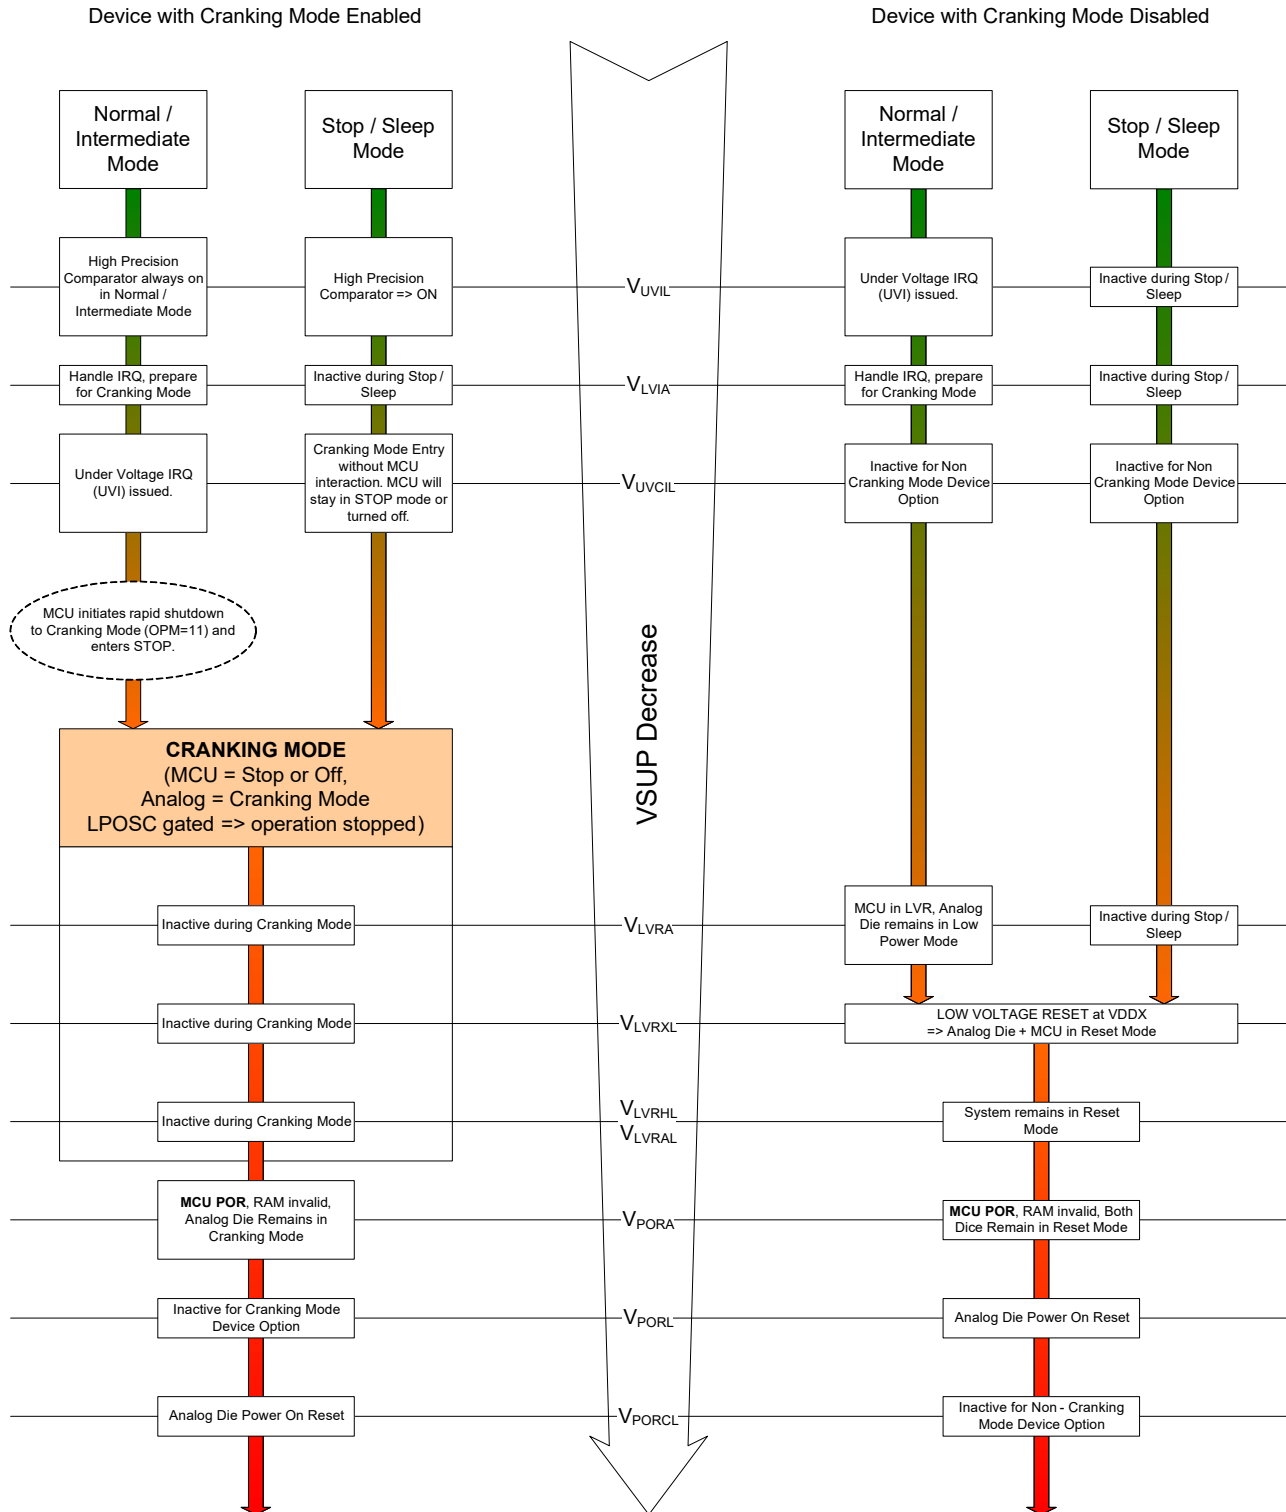 Device with Cranking Mode Enabled
Device with Cranking Mode Disabled
Normal /
Intermediate
Mode
Stop / Sleep
Mode
Normal /
Intermediate
Mode
Stop / Sleep
Mode
High Precision
Comparator always on
in Normal /
Intermediate Mode
High Precision
Comparator => ON
VUVIL
Under Voltage IRQ
(UVI) issued.
Inactive during Stop /
Sleep
Handle IRQ, prepare
for Cranking Mode
Inactive during Stop /
Sleep
VLVIA
Handle IRQ, prepare
for Cranking Mode
Inactive during Stop /
Sleep
Under Voltage IRQ
(UVI) issued.
Cranking Mode Entry
without MCU
interaction. MCU will
stay in STOP mode or
turned off.
VUVCIL
Inactive for Non
Cranking Mode Device
Option
Inactive for Non
Cranking Mode Device
Option
MCU initiates rapid shutdown
to Cranking Mode (OPM=11) and
enters STOP.
VSUP Decrease
CRANKING MODE
(MCU = Stop or Off,
Analog = Cranking Mode
LPOSC gated => operation stopped)
Inactive during Cranking Mode
VLVRA
MCU in LVR, Analog
Die remains in Low
Power Mode
Inactive during Stop /
Sleep
Inactive during Cranking Mode
VLVRXL
LOW VOLTAGE RESET at VDDX
=> Analog Die + MCU in Reset Mode
Inactive during Cranking Mode
VLVRHL
VLVRAL
System remains in Reset
Mode
MCU POR, RAM invalid,
Analog Die Remains in
Cranking Mode
VPORA
MCU POR, RAM invalid, Both
Dice Remain in Reset Mode
Inactive for Cranking Mode
Device Option
VPORL
Analog Die Power On Reset
Analog Die Power On Reset
VPORCL
Inactive for Non - Cranking
Mode Device Option